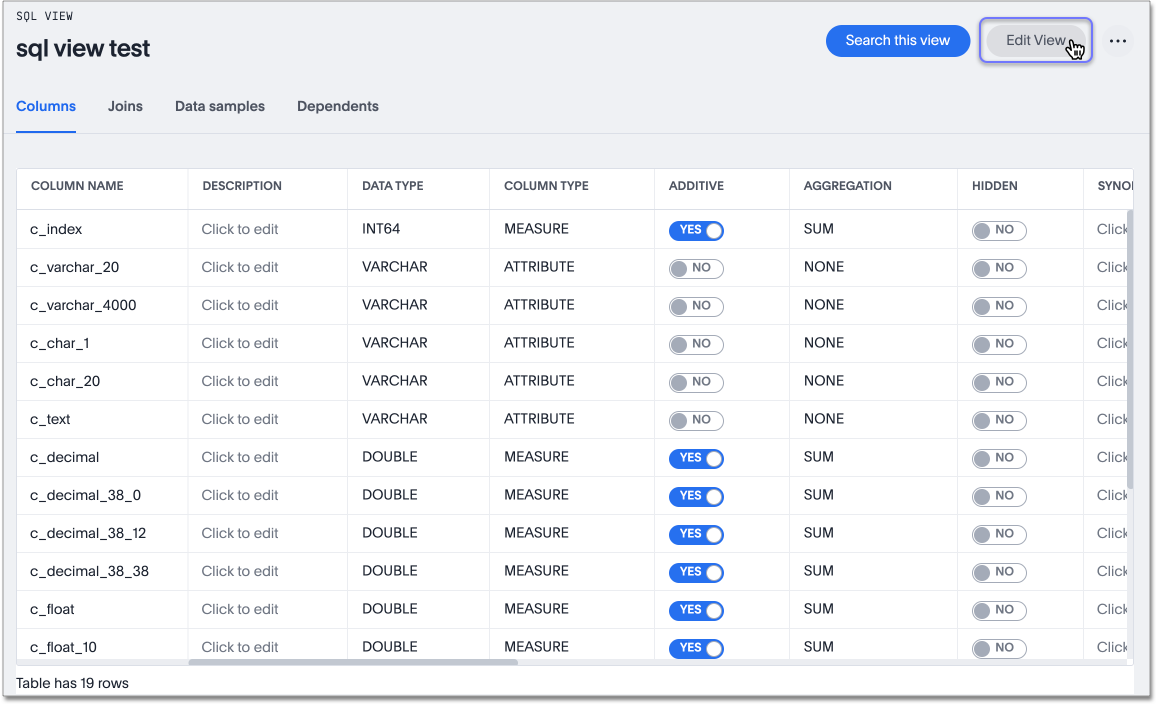 SQL VIEW
sql view test
Search this view
Edit View
Columns Joins Data samples Dependents
COLUMN NAME DESCRIPTION DATA TYPE COLUMN TYPE ADDITIVE AGGREGATION HIDDEN SYNO
c_index Click to edit INT64 MEASURE YES SUM NO Click
c_varchar_20 Click to edit VARCHAR ATTRIBUTE NO NONE NO Click
c_varchar_4000 Click to edit VARCHAR ATTRIBUTE NO NONE NO Click
c_char_1 Click to edit VARCHAR ATTRIBUTE NO NONE NO Click
c_char_20 Click to edit VARCHAR ATTRIBUTE NO NONE NO Click
c_text Click to edit VARCHAR ATTRIBUTE NO NONE NO Click
c_decimal Click to edit DOUBLE MEASURE YES SUM NO Click
c_decimal_38_0 Click to edit DOUBLE MEASURE YES SUM NO Click
c_decimal_38_12 Click to edit DOUBLE MEASURE YES SUM NO Click
c_decimal_38_38 Click to edit DOUBLE MEASURE YES SUM NO Click
c_float Click to edit DOUBLE MEASURE YES SUM NO Click
c_float_10 Click to edit DOUBLE MEASURE YES SUM NO Click
Table has 19 rows